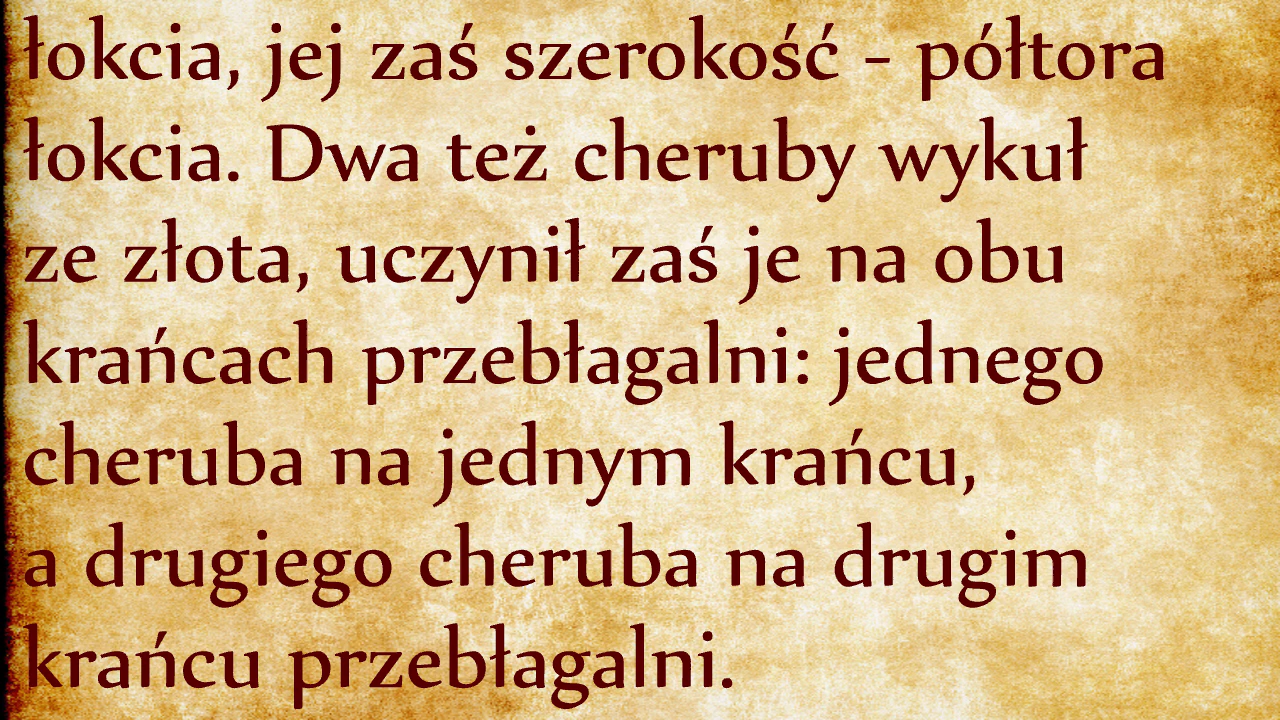 łokcia, jej zaś szerokość - półtora
łokcia. Dwa też cheruby wykuł
ze złota, uczynił zaś je na obu
krańcach przebłagalni: jednego
cheruba na jednym krańcu,
a drugiego cheruba na drugim
krańcu przebłagalni.